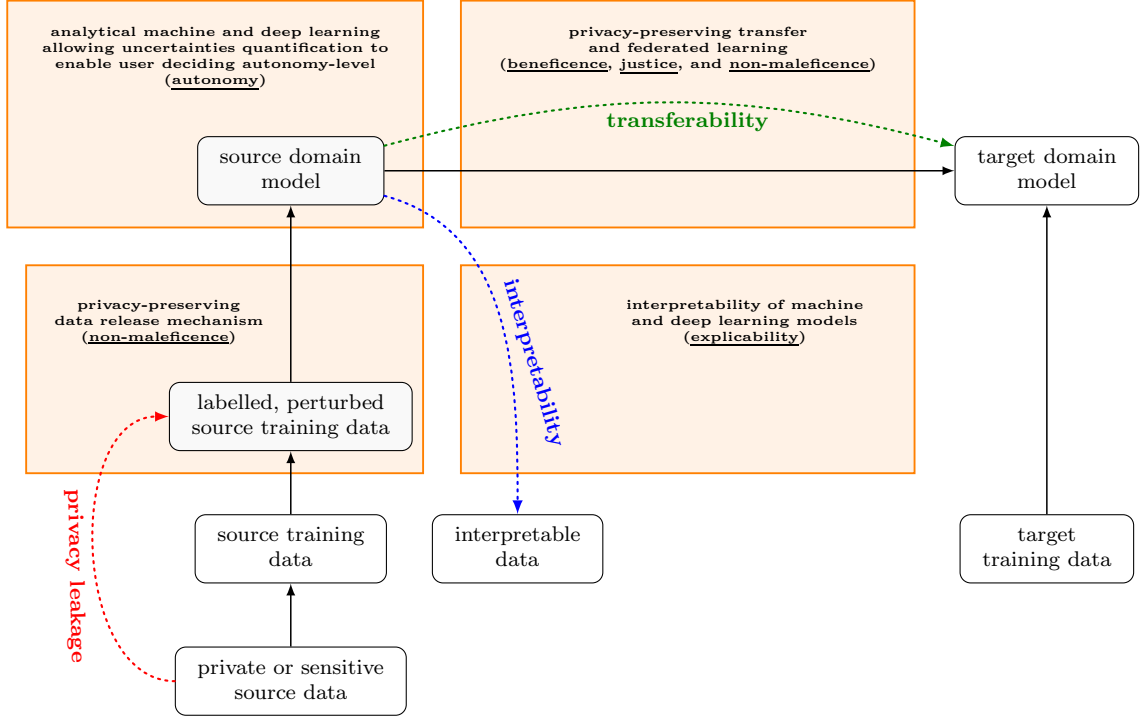 analytical machine and deep learning
allowing uncertainties quantification to
enable user deciding autonomy-level
(autonomy)
privacy-preserving transfer
and federated learning
(beneficence, justice, and non-maleficence)
transferability
source domain
model
target domain
model
privacy-preserving
data release mechanism
(non-maleficence)
interpretability
interpretability of machine
and deep learning models
(explicability)
labelled, perturbed
source training data
privacy leakage
source training
data
interpretable
data
target
training data
private or sensitive
source data